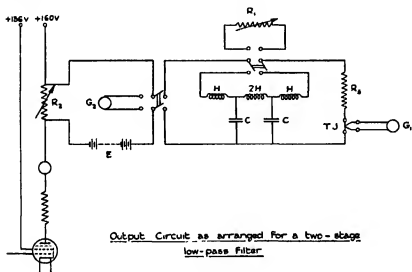 +136V +160V
R₁
R₂
G₂
E
H 2H H
C C
R₃
TJ G₁
Output Circuit as arranged for a two-stage
low-pass filter